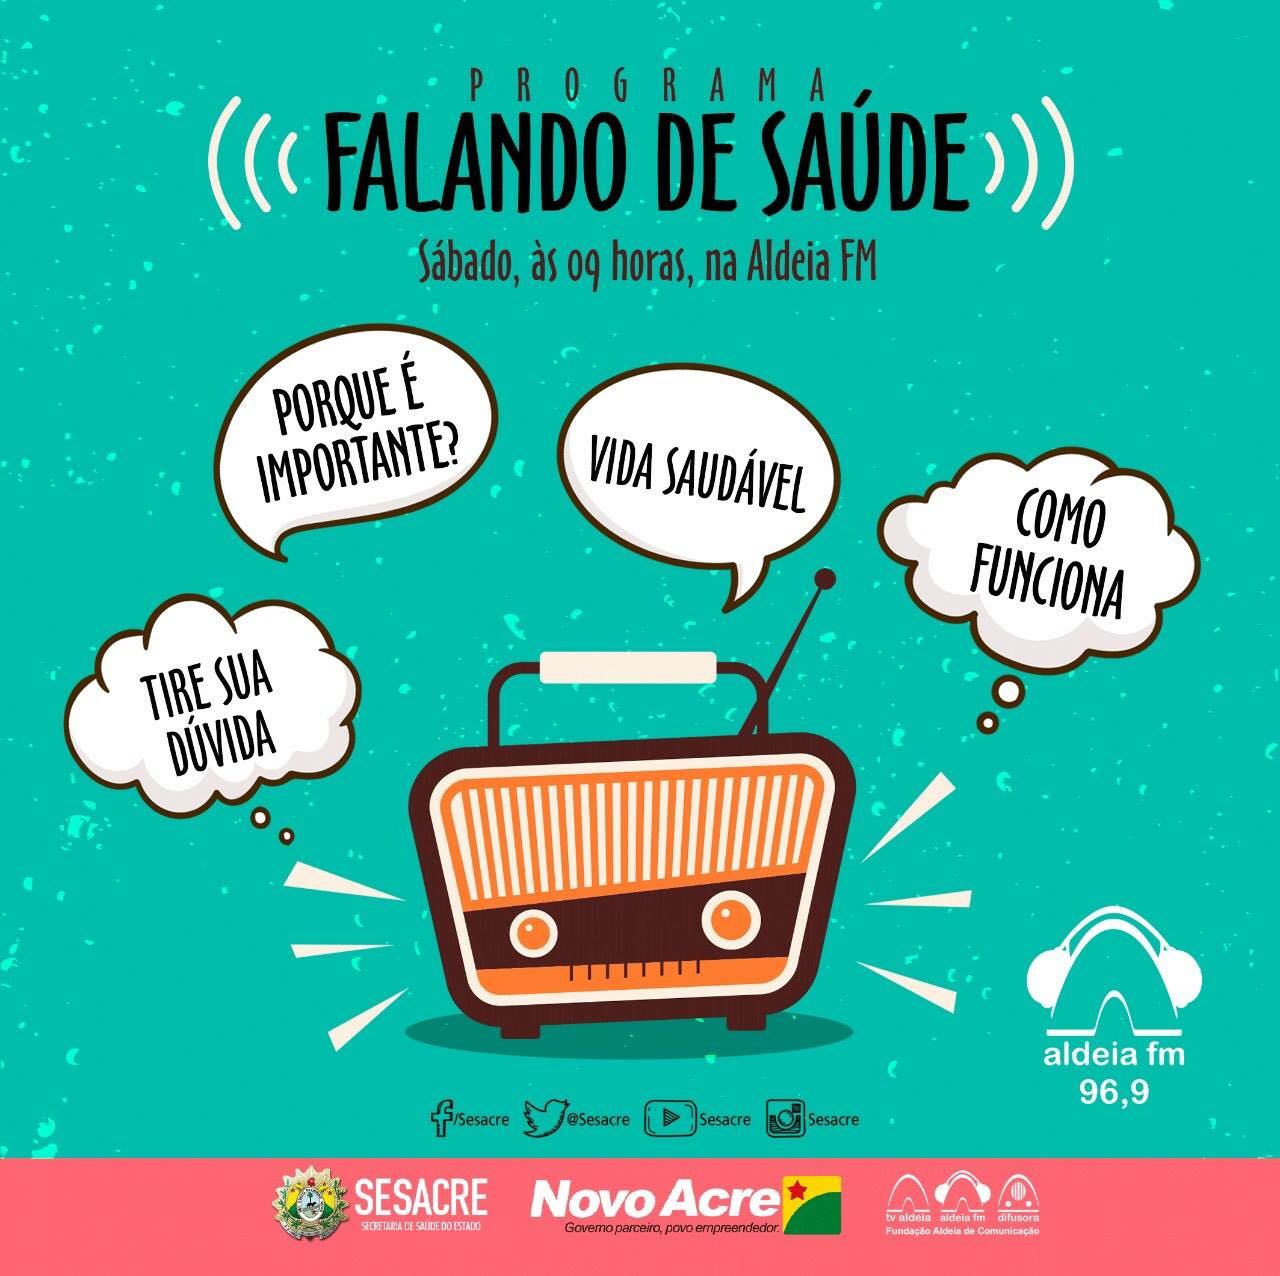 PROGRAMA
FALANDO DE SAÚDE
Sábado, às 09 horas, na Aldeia FM
PORQUE É
IMPORTANTE?
VIDA SAUDÁVEL
COMO
FUNCIONA
TIRE SUA
DÚVIDA
aldeia fm
96,9
f/Sesacre @Sesacre Sesacre Sesacre
SESACRE
SECRETARIA DE SAÚDE DO ESTADO
Novo Acre
Governo parceiro, povo empreendedor.
tv aldeia aldeia fm difusora
Fundação Aldeia de Comunicação